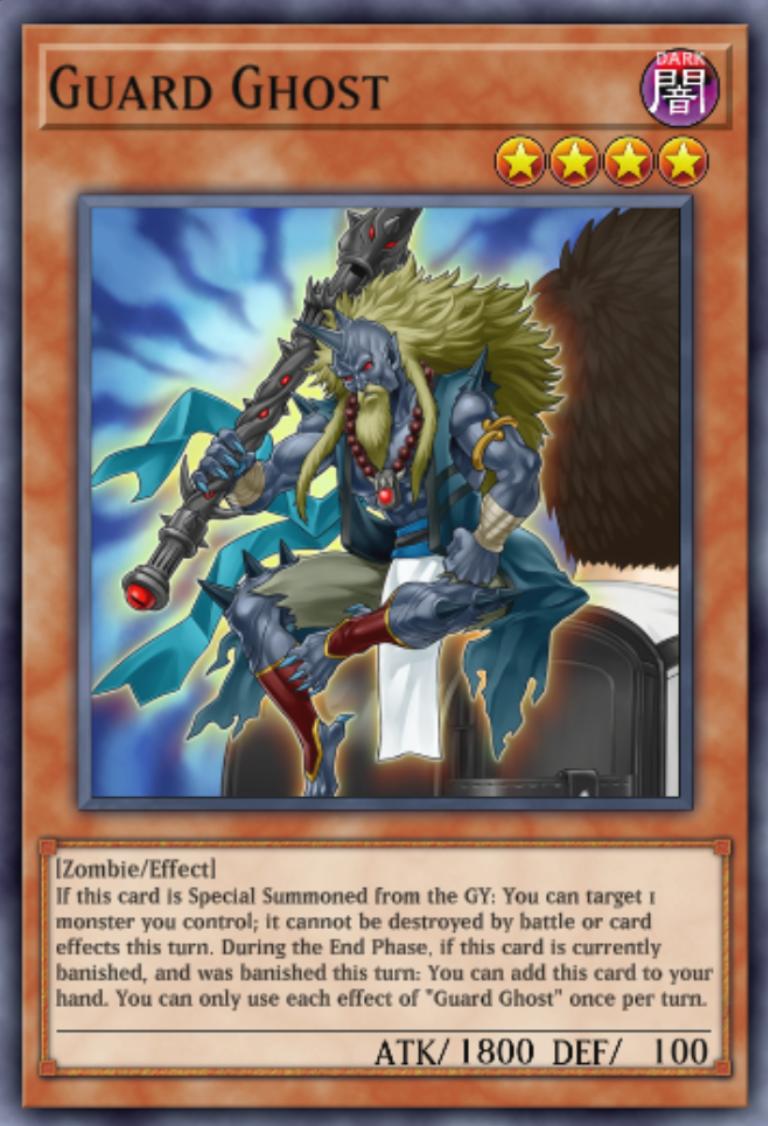 Guard Ghost
DARK
闇
[Zombie/Effect]
If this card is Special Summoned from the GY: You can target 1
monster you control; it cannot be destroyed by battle or card
effects this turn. During the End Phase, if this card is currently
banished, and was banished this turn: You can add this card to your
hand. You can only use each effect of "Guard Ghost" once per turn.
ATK/ 1800 DEF/ 100